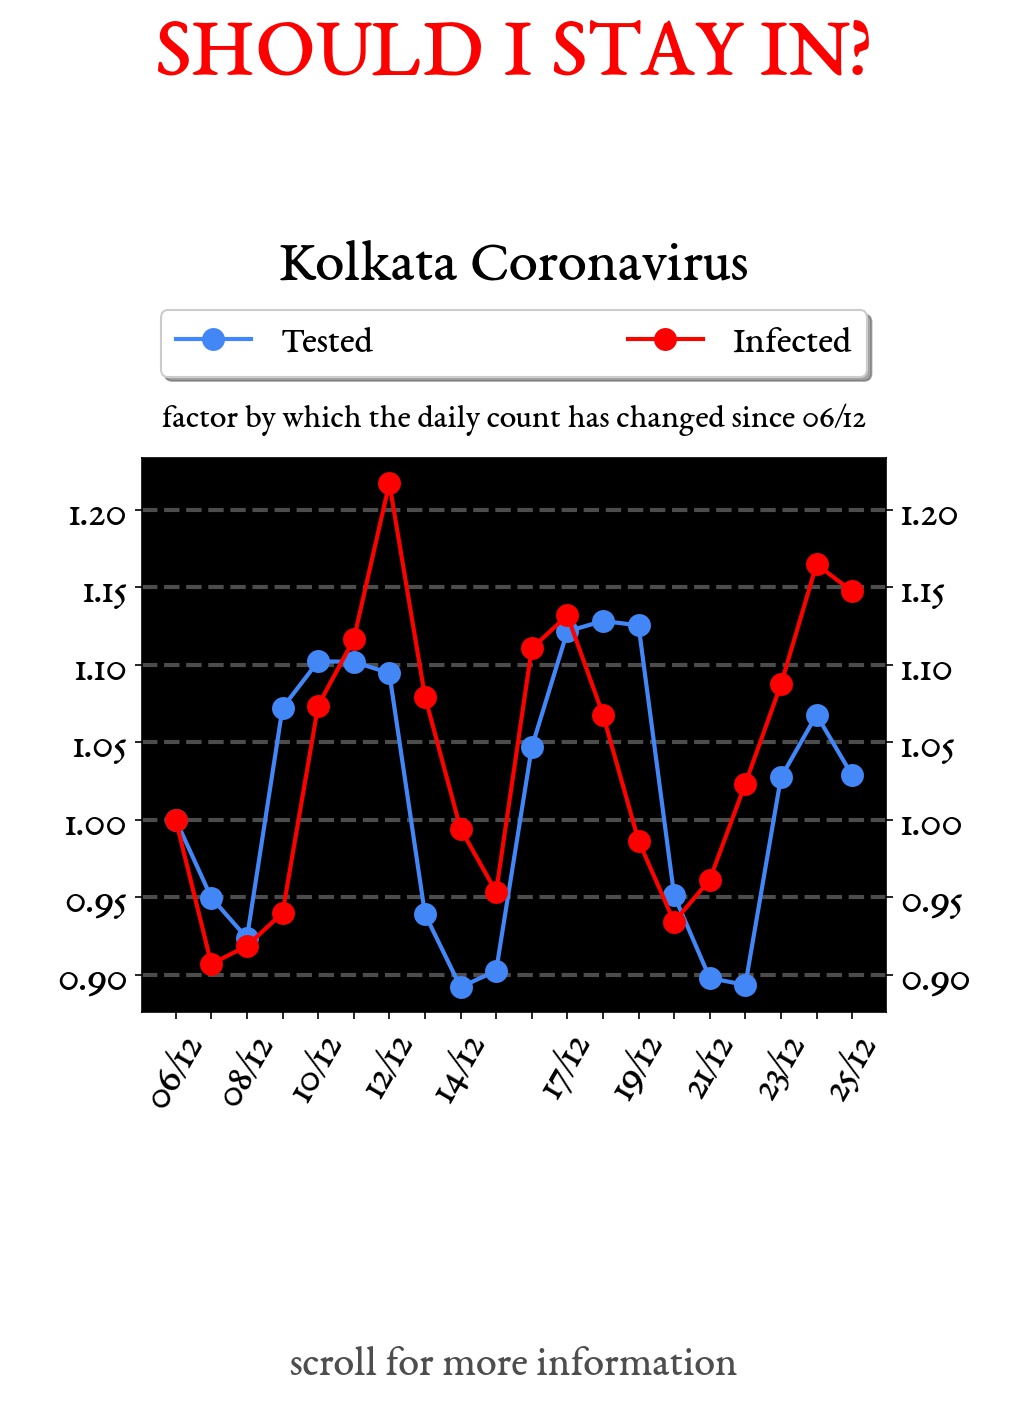 SHOULD I STAY IN?
Kolkata Coronavirus
Tested Infected
factor by which the daily count has changed since 06/12
1.20 1.20
1.15 1.15
1.10 1.10
1.05 1.05
1.00 1.00
0.95 0.95
0.90 0.90
06/12 08/12 10/12 12/12 14/12 17/12 19/12 21/12 23/12 25/12
scroll for more information